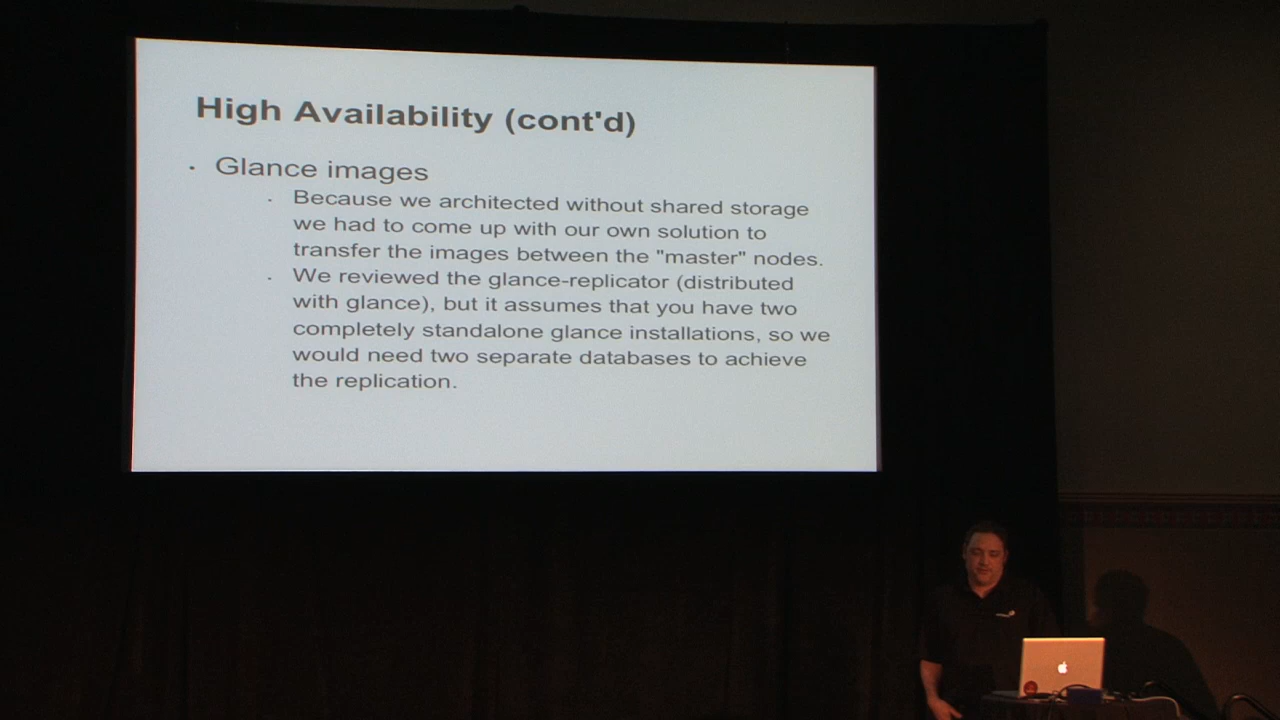 High Availability (cont'd)
· Glance images
· Because we architected without shared storage
we had to come up with our own solution to
transfer the images between the "master" nodes.
· We reviewed the glance-replicator (distributed
with glance), but it assumes that you have two
completely standalone glance installations, so we
would need two separate databases to achieve
the replication.